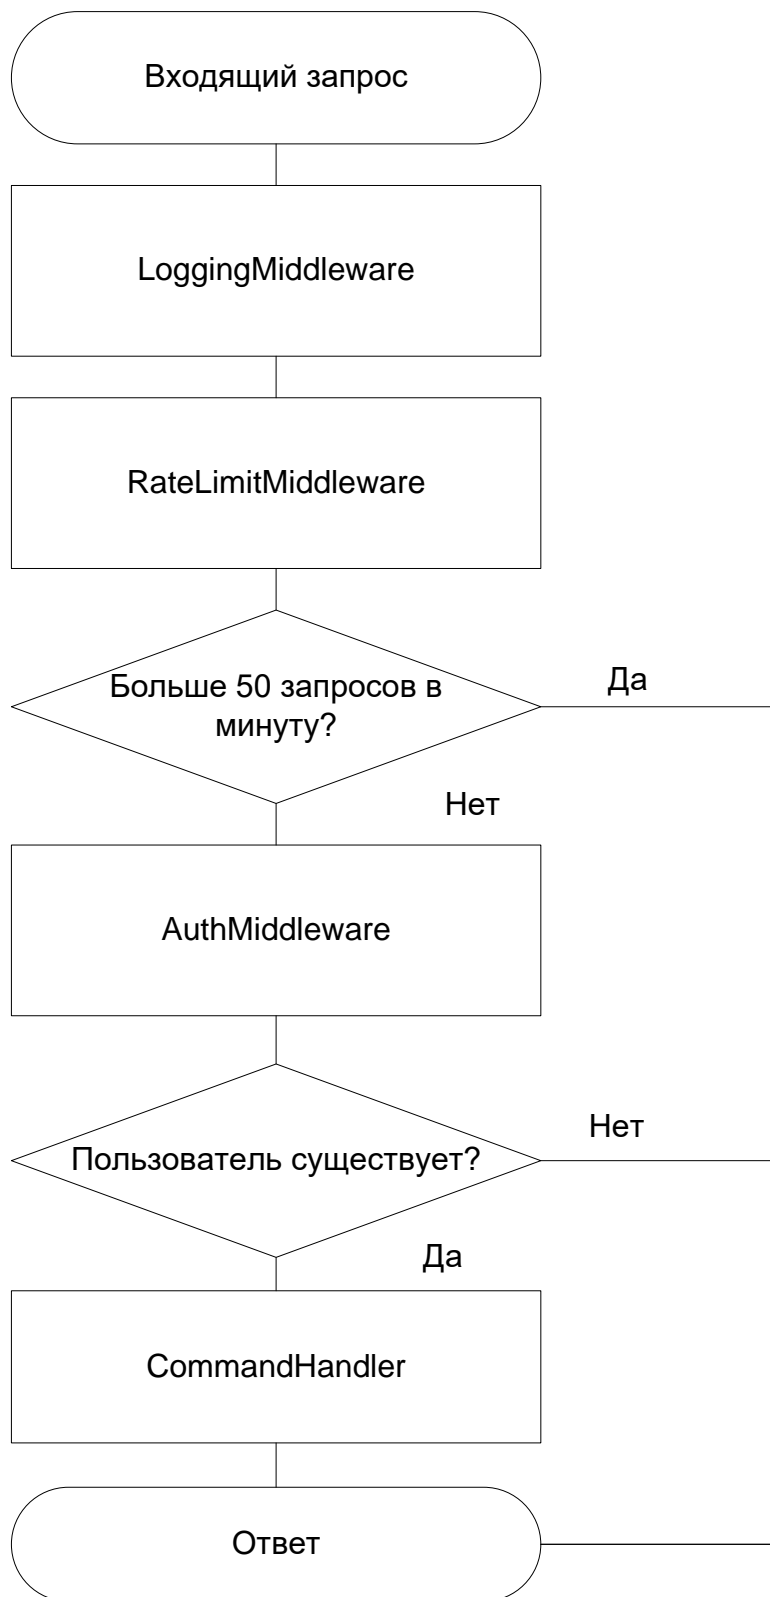 Входящий запрос
LoggingMiddleware
RateLimitMiddleware
Больше 50 запросов в
минуту?
Да
Нет
AuthMiddleware
Пользователь существует?
Нет
Да
CommandHandler
Ответ